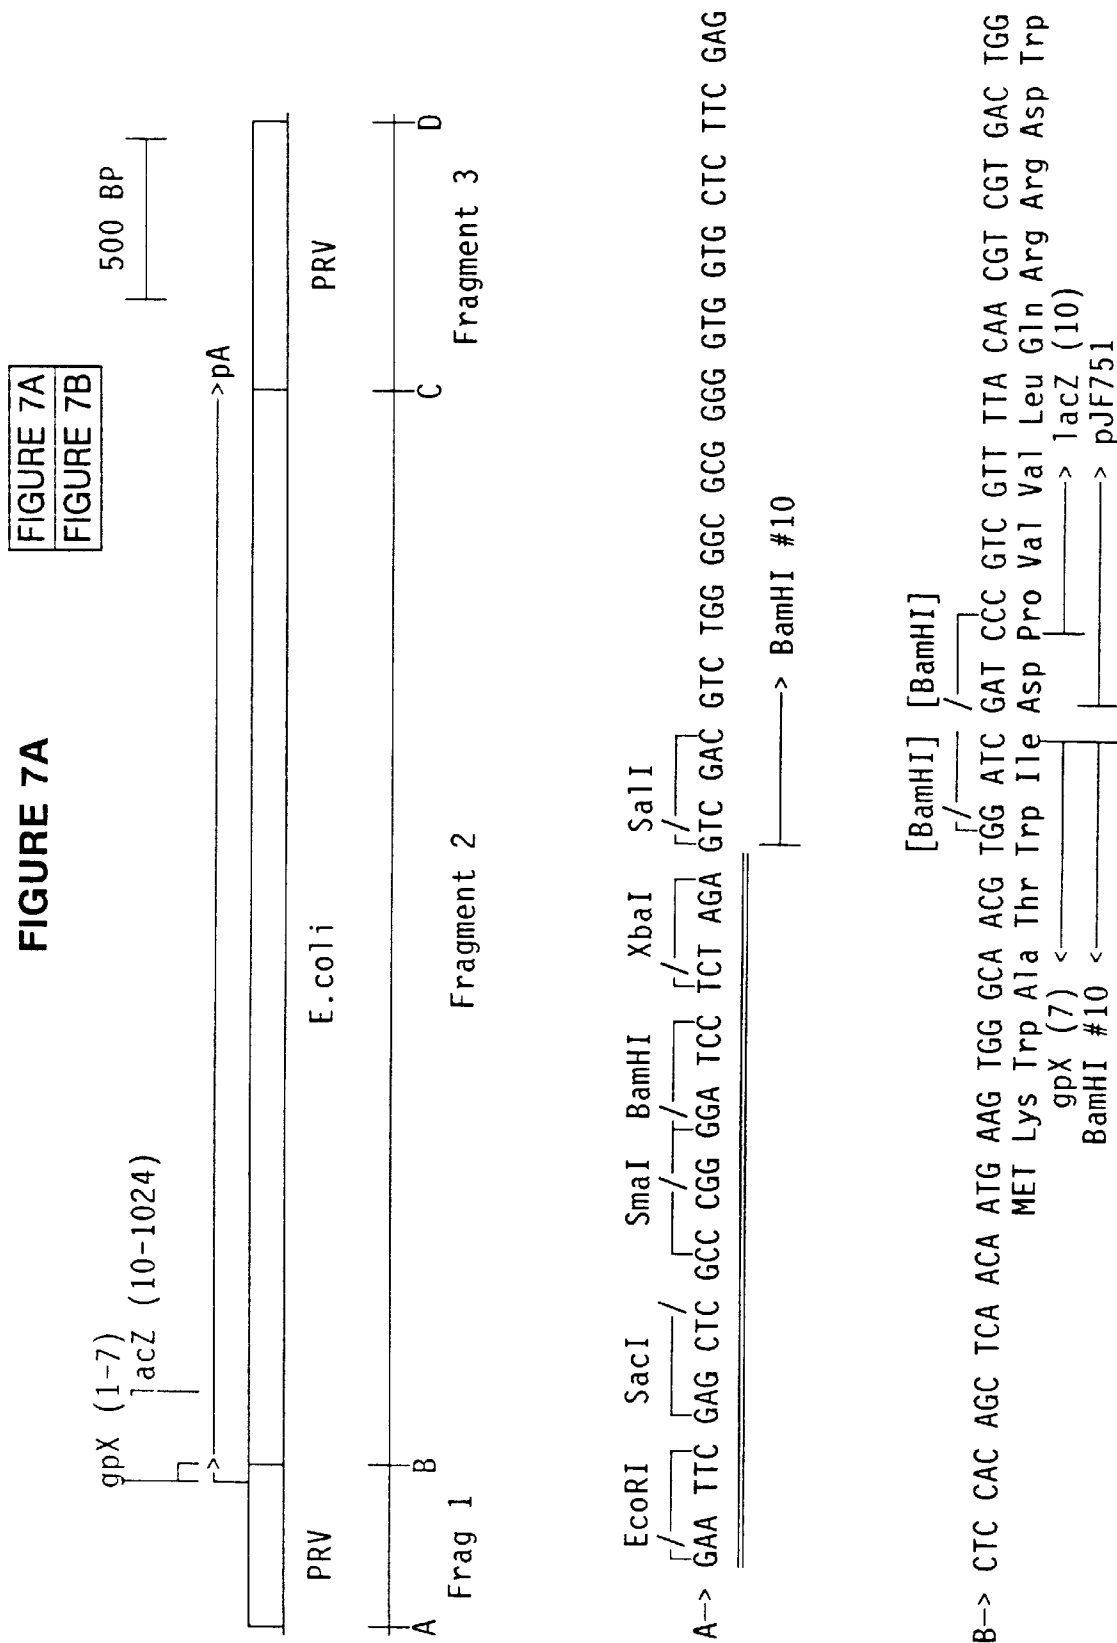 FIGURE 7A
FIGURE 7A
FIGURE 7B
gpX (1-7)
lacZ (10-1024)
500 BP
>pA
PRV
E.coli
PRV
A
B
C
D
Frag 1
Fragment 2
Fragment 3
EcoRI SacI SmaI BamHI XbaI SalI
A--> GAA TTC GAG CTC GCC CGG GGA TCC TCT AGA GTC GAC GTC TGG GGC GCG GGG GTG GTG CTC TTC GAG
> BamHI #10
[BamHI] [BamHI]
B--> CTC CAC AGC TCA ACA ATG AAG TGG GCA ACG TGG ATC GAT CCC GTC GTT TTA CAA CGT CGT GAC TGG
MET Lys Trp Ala Thr Trp Ile Asp Pro Val Val Leu Gln Arg Arg Asp Trp
gpX (7) <
> lacZ (10)
BamHI #10 <
> pJF751